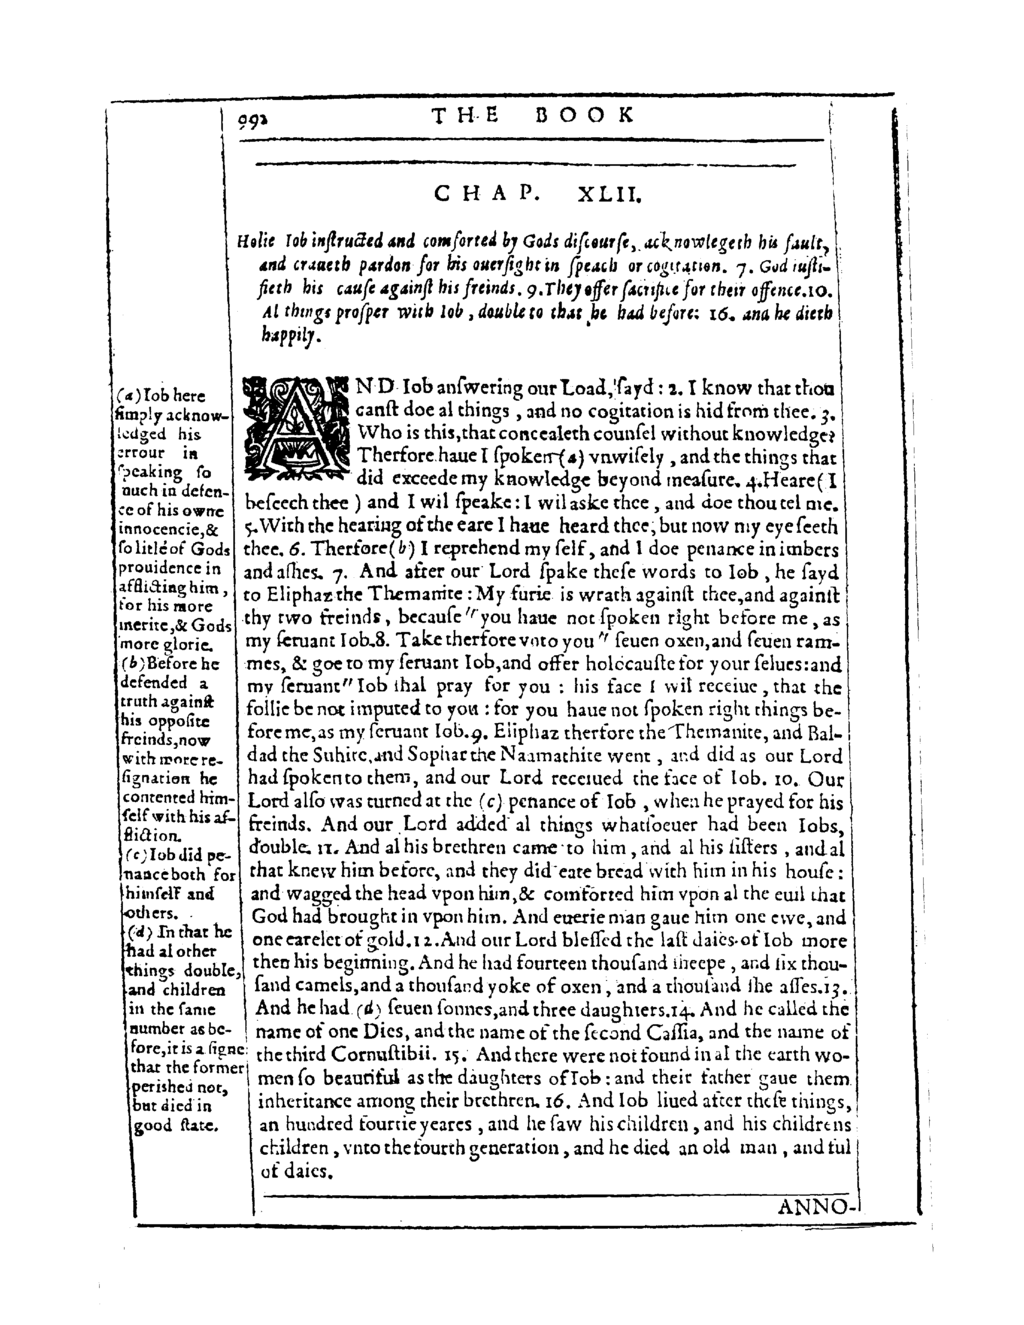 992
THE BOOK
CHAP. XLII.
Holie Iob inſtructed and comforted by Gods diſcourſe, acknowlegeth his fault,
and craueth pardon for his ouerſight in ſpeach or cogitation. 7. God iuſti-
fieth his cauſe againſt his freinds. 9. They offer ſacrifice for their offence. 10.
Al things proſper with Iob, double to that he had before: 16. and he dieth
happily.
AND Iob anſwering our Load, ſayd: 2. I know that thou
canſt doe al things, and no cogitation is hid from thee. 3.
Who is this, that concealeth counſel without knowledge?
Therfore haue I ſpoken (a) vnwiſely, and the things that
did exceede my knowledge beyond meaſure. 4. Heare (I
beſeech thee) and I wil ſpeake: I wil aske thee, and doe thou tel me.
5. With the hearing of the eare I haue heard thee, but now my eye ſeeth
thee. 6. Therfore (b) I reprehend my ſelf, and I doe penance in imbers
and aſhes. 7. And after our Lord ſpake theſe words to Iob, he ſayd
to Eliphaz the Themanite: My furie is wrath againſt thee, and againſt
thy two freinds, becauſe " you haue not ſpoken right before me, as
my ſeruant Iob. 8. Take therfore vnto you " ſeuen oxen, and ſeuen ram-
mes, & goe to my ſeruant Iob, and offer holocauſte for your ſelues: and
my ſeruant " Iob ſhal pray for you: his face I wil receiue, that the
follie be not imputed to you: for you haue not ſpoken right things be-
fore me, as my ſeruant Iob. 9. Eliphaz therfore the Themanite, and Bal-
dad the Suhite, and Sophar the Naamathite went, and did as our Lord
had ſpoken to them, and our Lord receiued the face of Iob. 10. Our
Lord alſo was turned at the (c) penance of Iob, when he prayed for his
freinds. And our Lord added al things whatſoeuer had been Iobs,
double. 11. And al his brethren came to him, and al his ſiſters, and al
that knew him before, and they did eate bread with him in his houſe:
and wagged the head vpon him, & comforted him vpon al the euil that
God had brought in vpon him. And euerie man gaue him one ewe, and
one earelet of gold. 12. And our Lord bleſſed the laſt daies of Iob more
then his beginning. And he had fourteen thouſand ſheepe, and ſix thou-
ſand camels, and a thouſand yoke of oxen, and a thouſand ſhe aſſes. 13.
And he had (d) ſeuen ſonnes, and three daughters. 14. And he called the
name of one Dies, and the name of the ſecond Caſſia, and the name of
the third Cornuſtibii. 15. And there were not found in al the earth wo-
men ſo beautiful as the daughters of Iob: and their father gaue them
inheritance among their brethren. 16. And Iob liued after theſe things,
an hundred fourtie yeares, and he ſaw his children, and his childrens
children, vnto the fourth generation, and he died an old man, and ful
of daies.
ANNO-
(a) Iob here
ſimply acknow-
ledged his
errour in
ſpeaking ſo
much in defen-
ce of his owne
innocencie, &
ſo litle of Gods
prouidence in
afflicting him,
for his more
merite, & Gods
more glorie.
(b) Before he
defended a
truth againſt
his oppoſite
freinds, now
with more re-
ſignation he
contented him-
ſelf with his af-
fliction.
(c) Iob did pe-
nance both for
himſelf and
others.
(d) In that he
had al other
things double,
and children
in the ſame
number as be-
fore, it is a ſigne
that the former
perished not,
but died in
good ſtate.